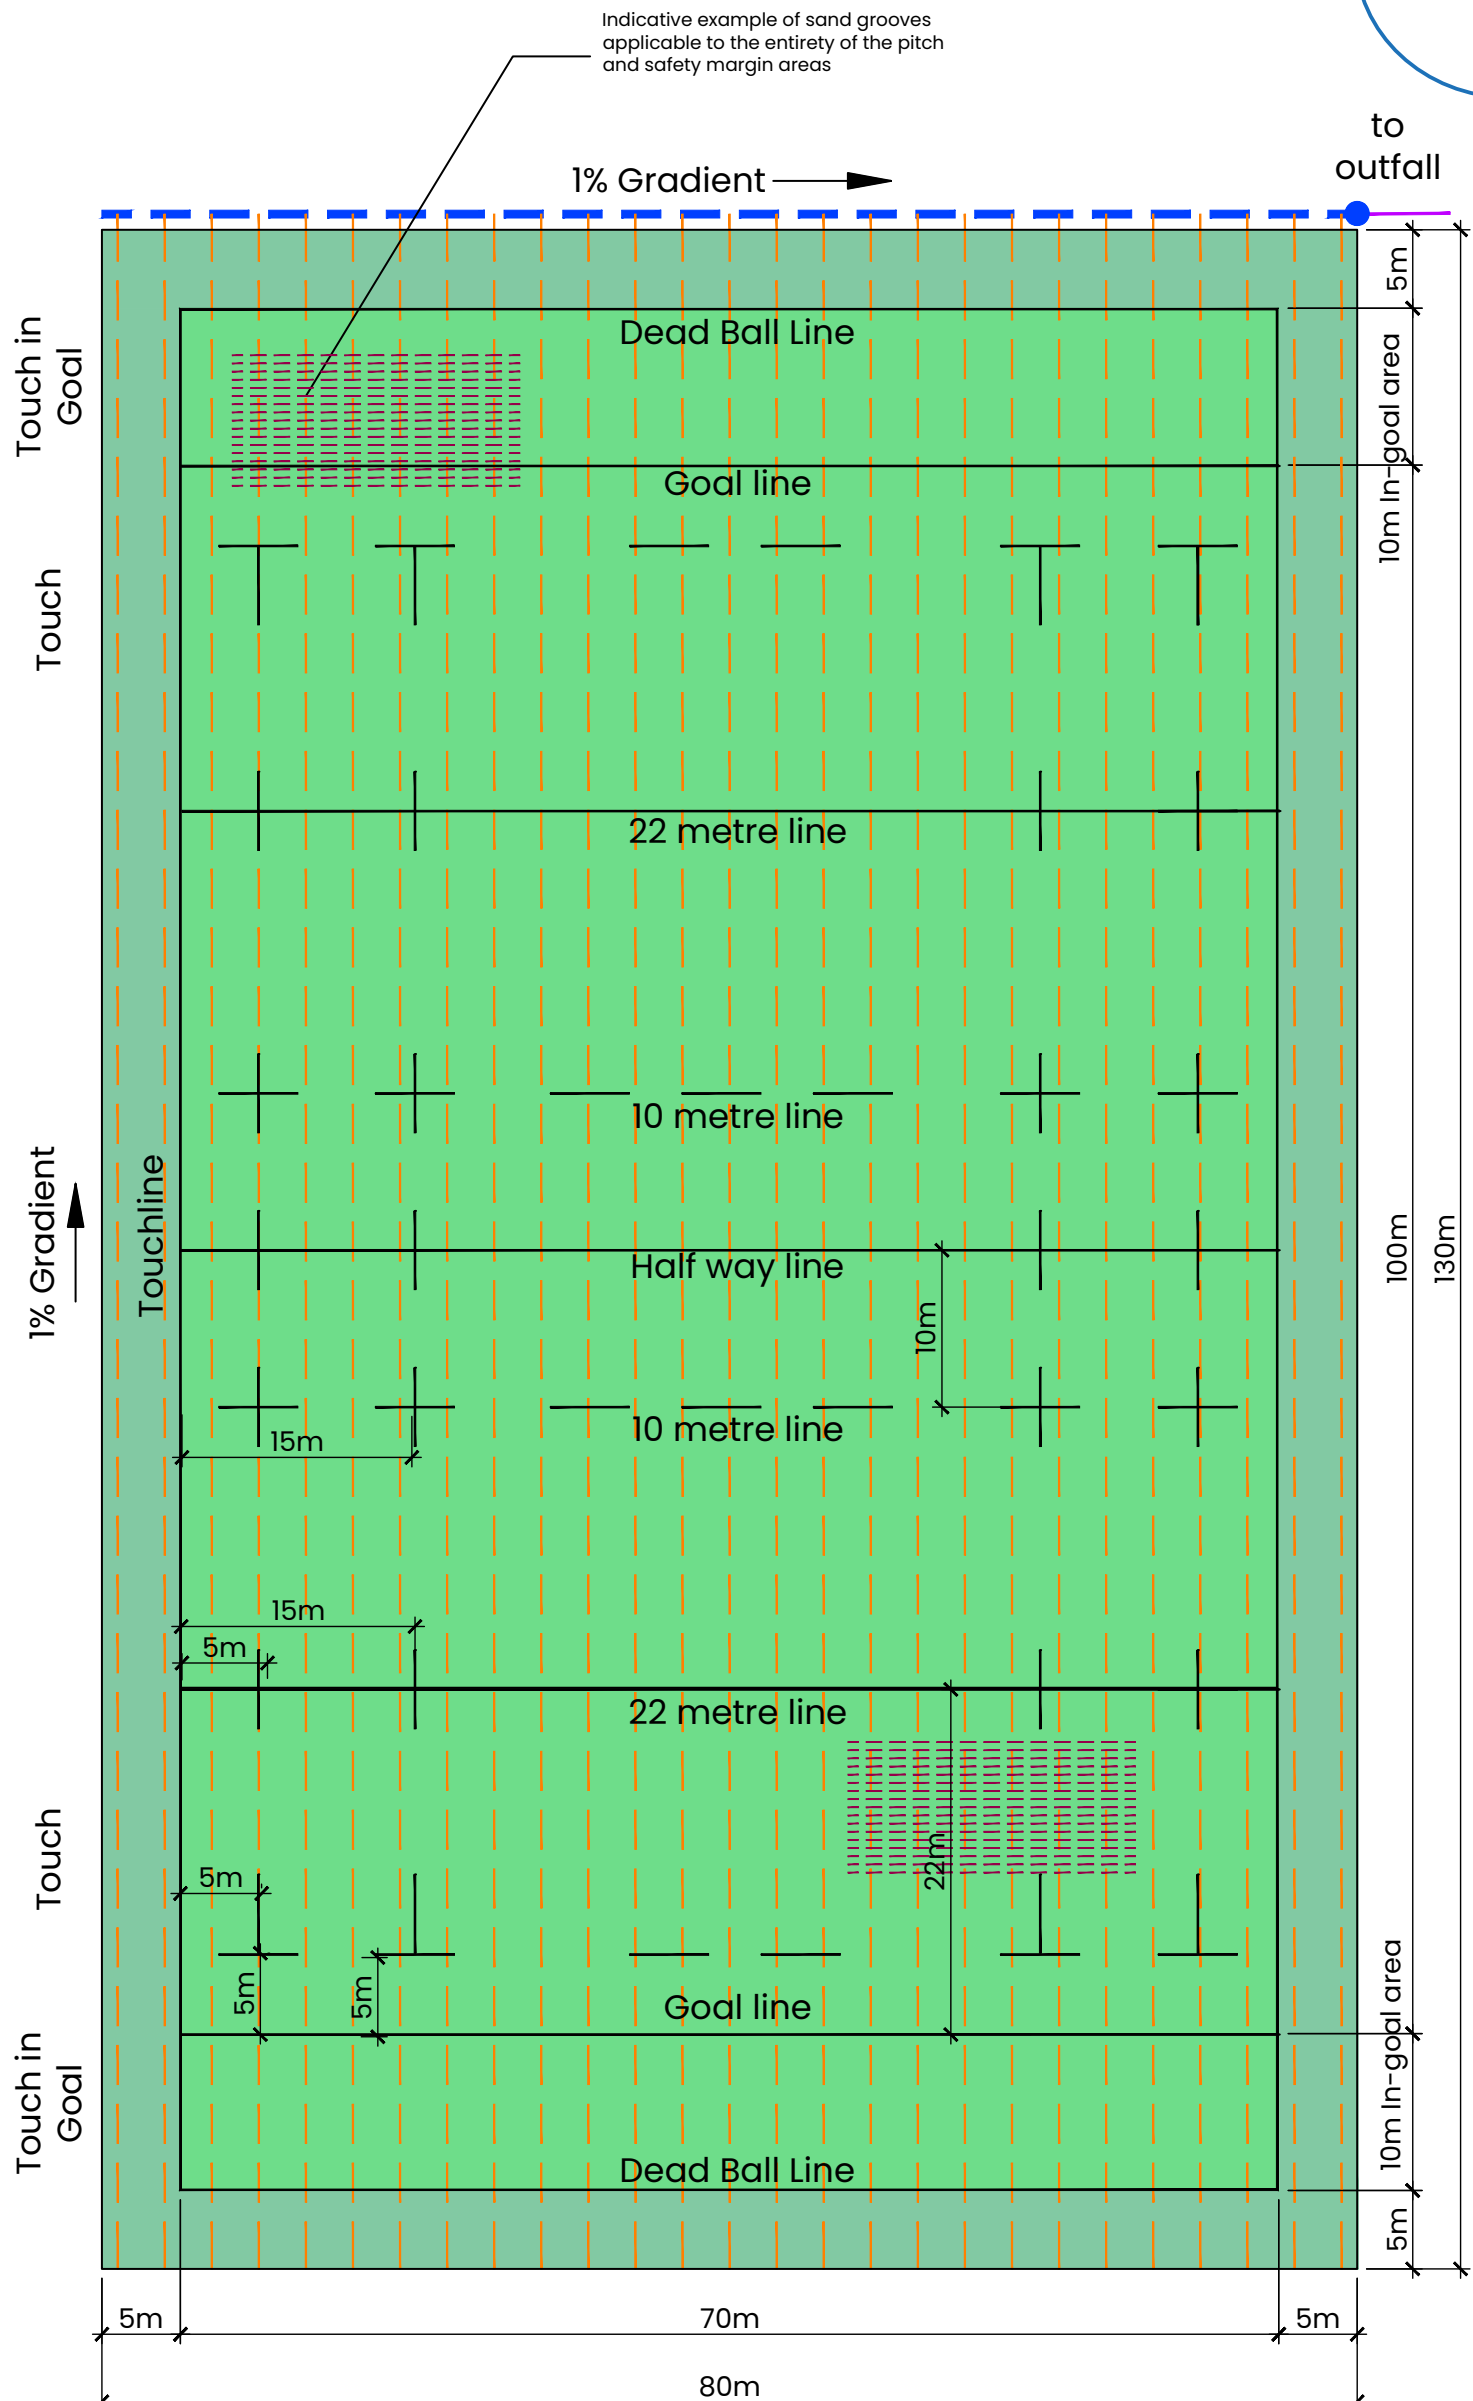 Indicative example of sand grooves
applicable to the entirety of the pitch
and safety margin areas
to
outfall
1% Gradient
5m
Touch in
Goal
Dead Ball Line
10m In-goal area
Goal line
Touch
22 metre line
10 metre line
1% Gradient
Touchline
100m
130m
Half way line
10m
10 metre line
15m
15m
5m
22 metre line
Touch
22m
5m
5m
5m
Goal line
10m In-goal area
Touch in
Goal
Dead Ball Line
5m
5m
70m
5m
80m